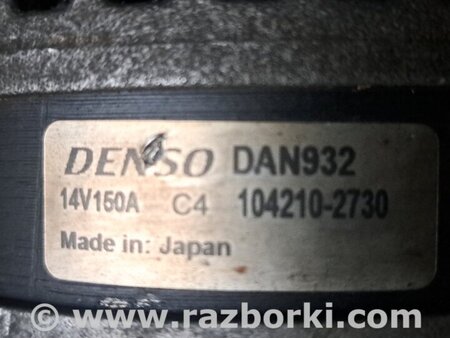 DENSO DAN932
14V150A C4 104210-2730
Made in: Japan
www.razborki.com